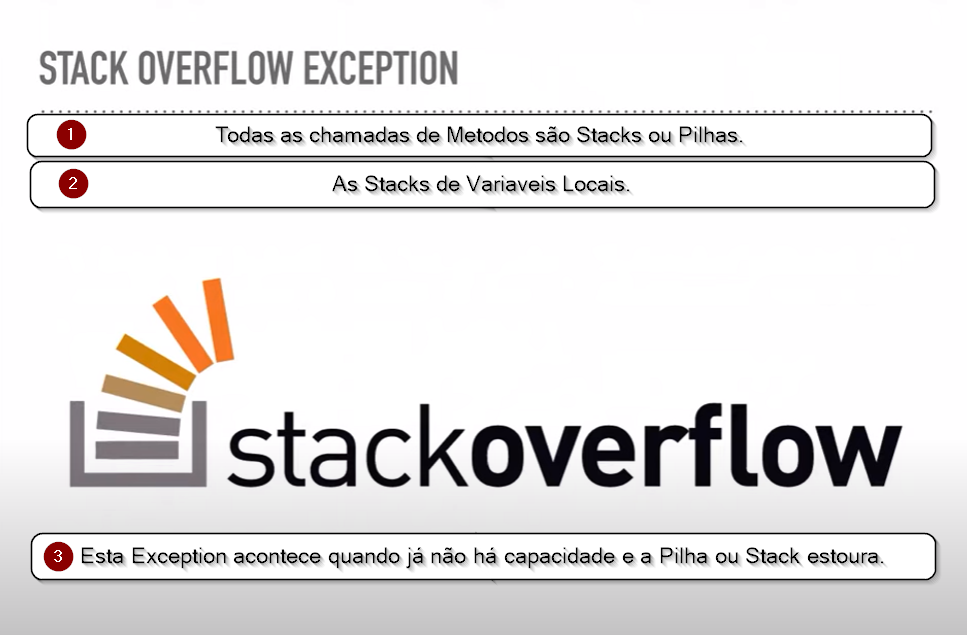 STACK OVERFLOW EXCEPTION
1 Todas as chamadas de Metodos são Stacks ou Pilhas.
2 As Stacks de Variaveis Locais.
stackoverflow
3 Esta Exception acontece quando já não há capacidade e a Pilha ou Stack estoura.